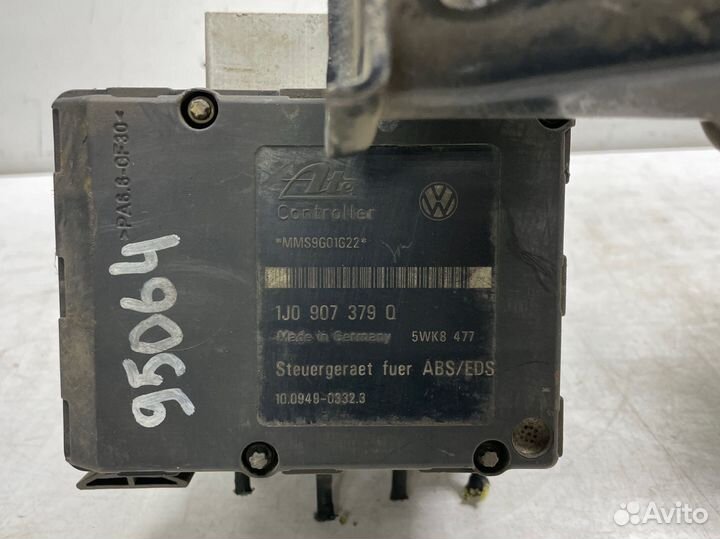 >PA6.6-GF30<
95064
Ate
Controller
*MMS9G01G22*
1J0 907 379 Q
Made in Germany 5WK8 477
Steuergeraet fuer ABS/EDS
10.0949-0332.3
Avito